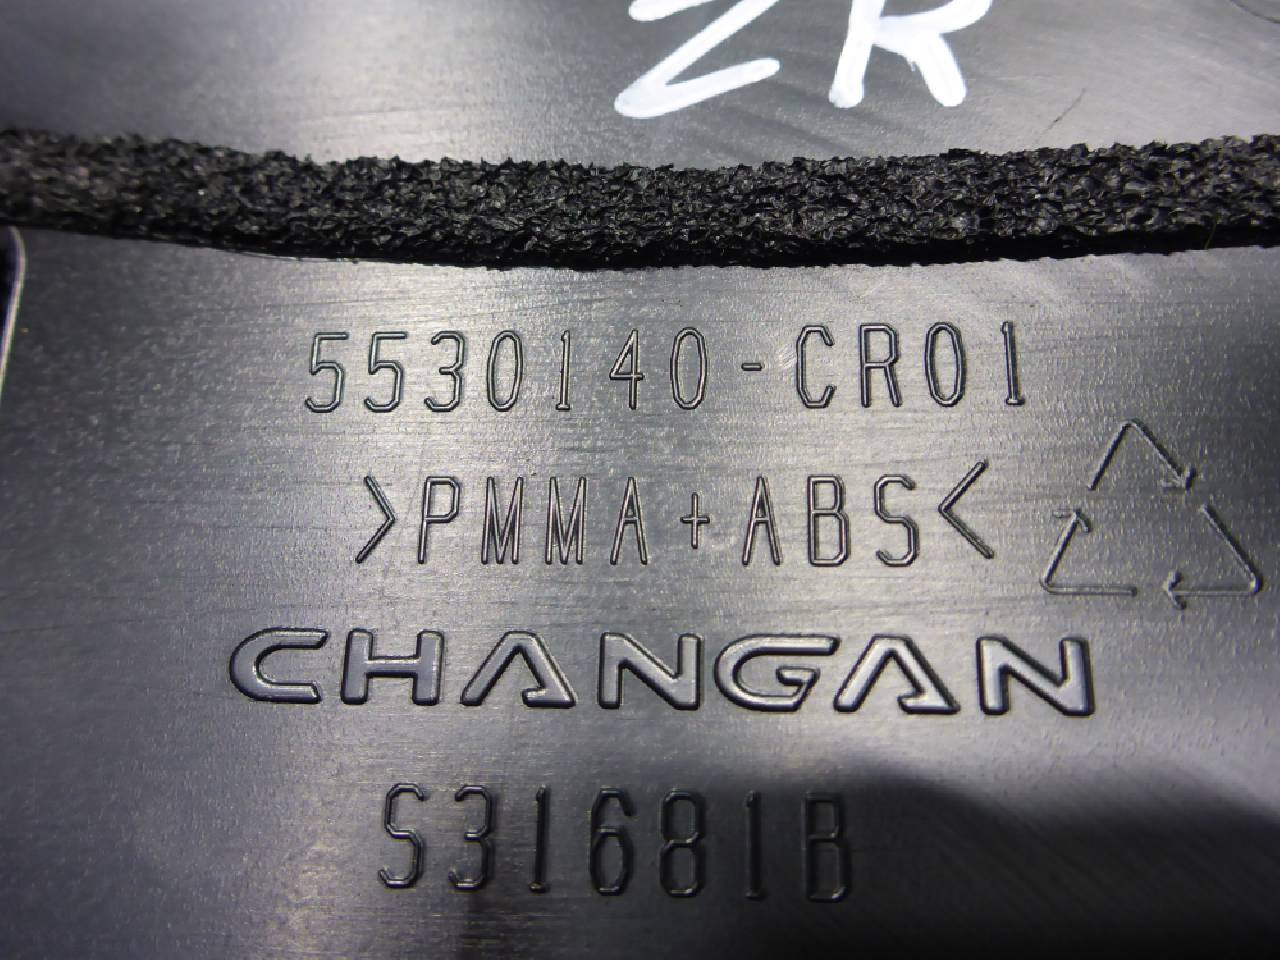 ZR
5530140-CR01
>PMMA+ABS<
CHANGAN
S31681B